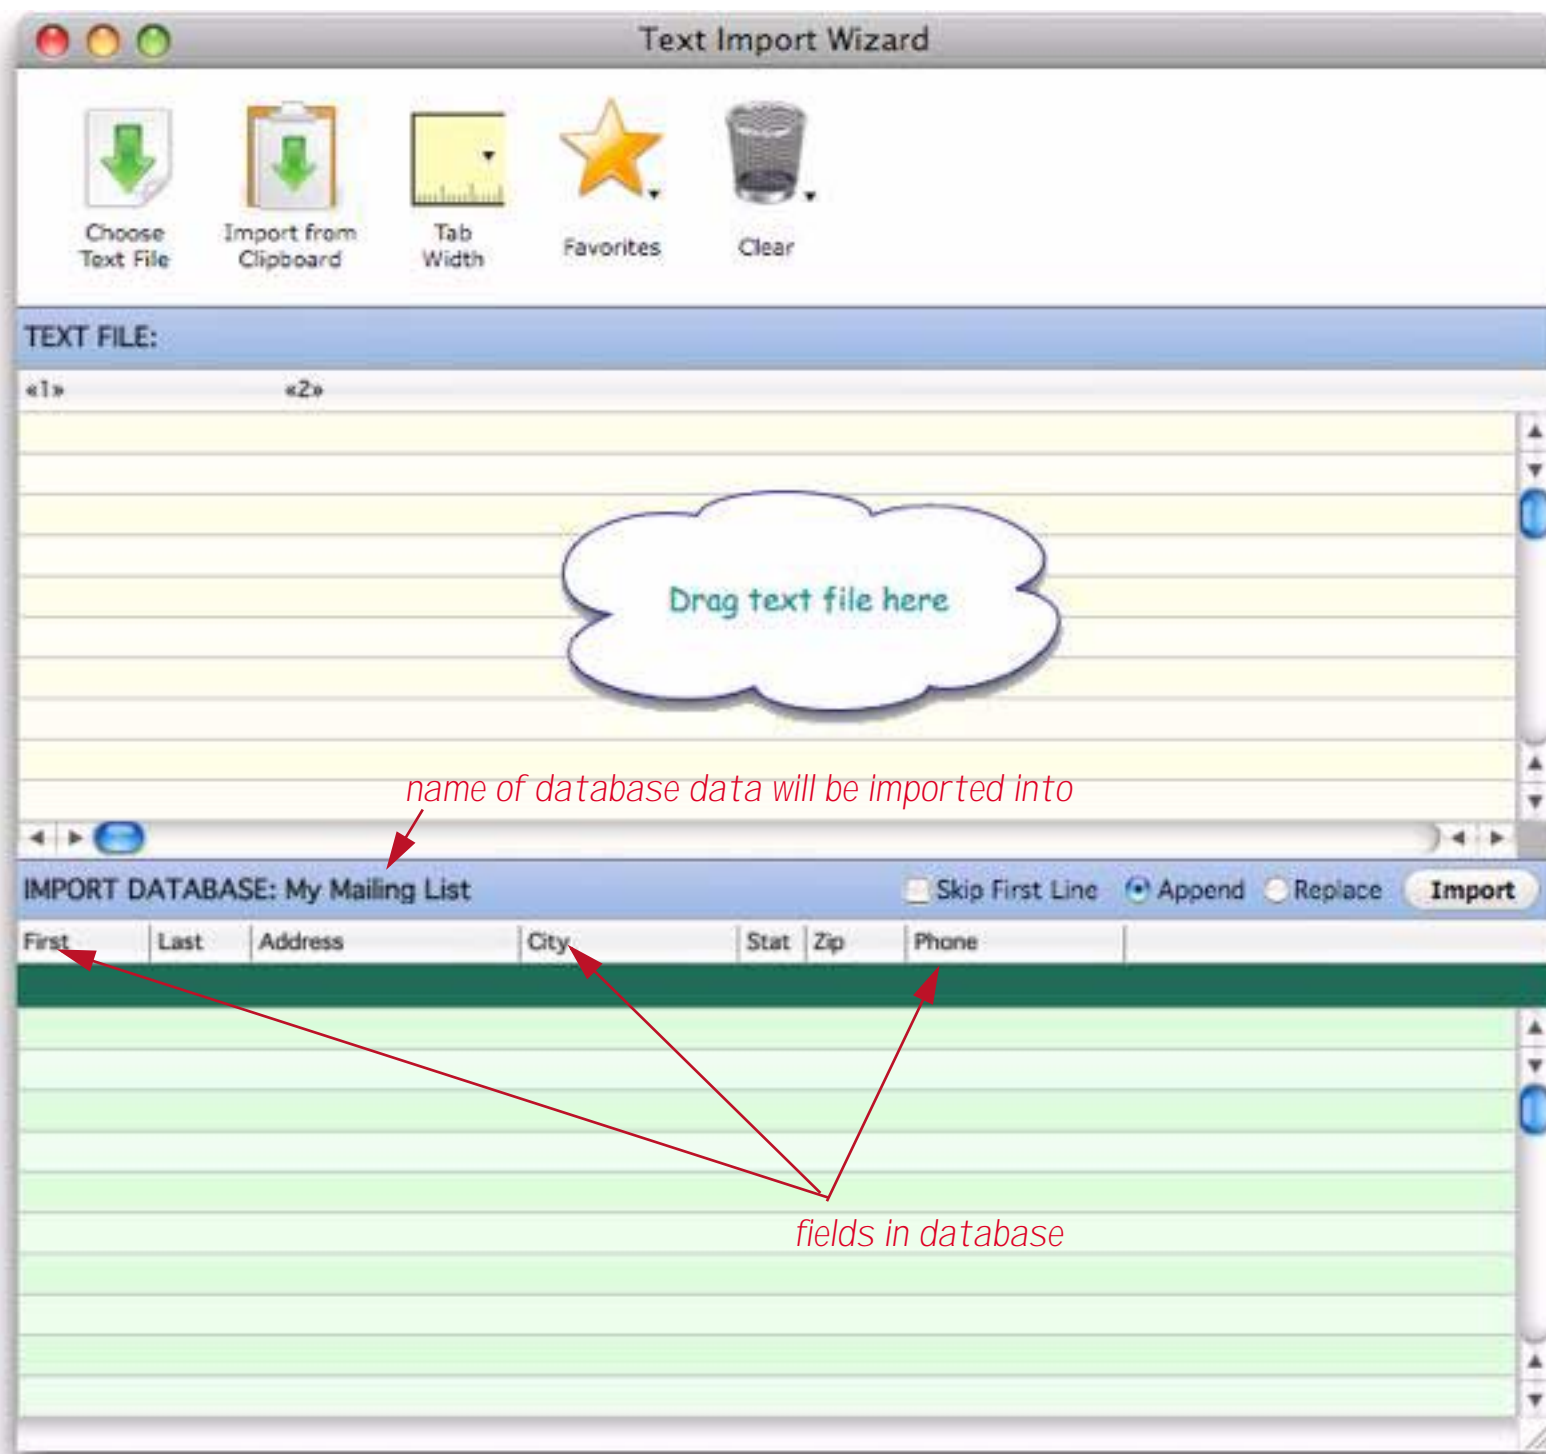 Text Import Wizard
Choose
Text File
Import from
Clipboard
Tab
Width
Favorites
Clear
TEXT FILE:
«1» «2»
Drag text file here
name of database data will be imported into
IMPORT DATABASE: My Mailing List Skip First Line Append Replace Import
First Last Address City Stat Zip Phone
fields in database